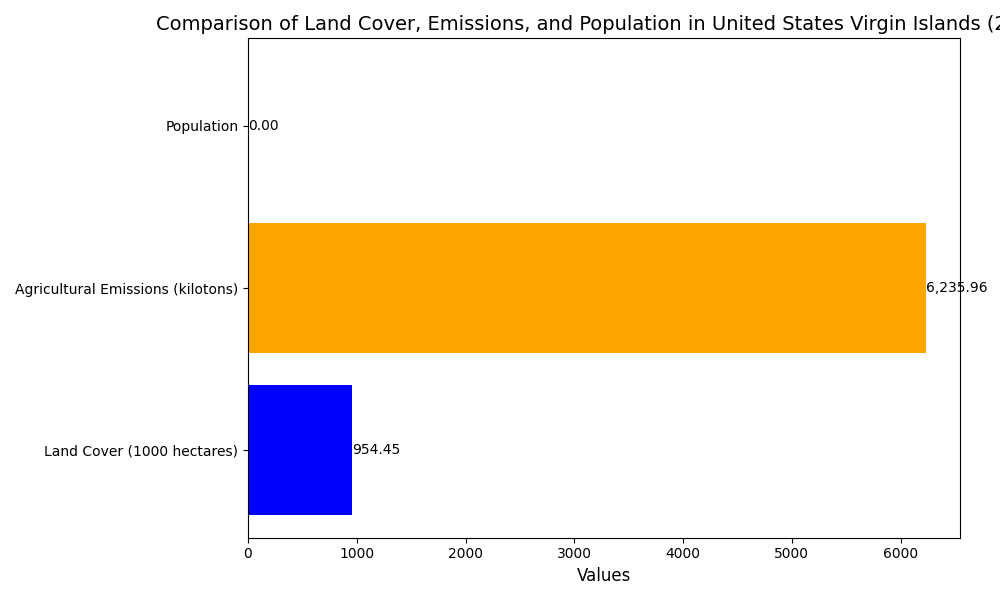 Comparison of Land Cover, Emissions, and Population in United States Virgin Islands (2
Population
0.00
Agricultural Emissions (kilotons)
6,235.96
Land Cover (1000 hectares)
954.45
0 1000 2000 3000 4000 5000 6000
Values